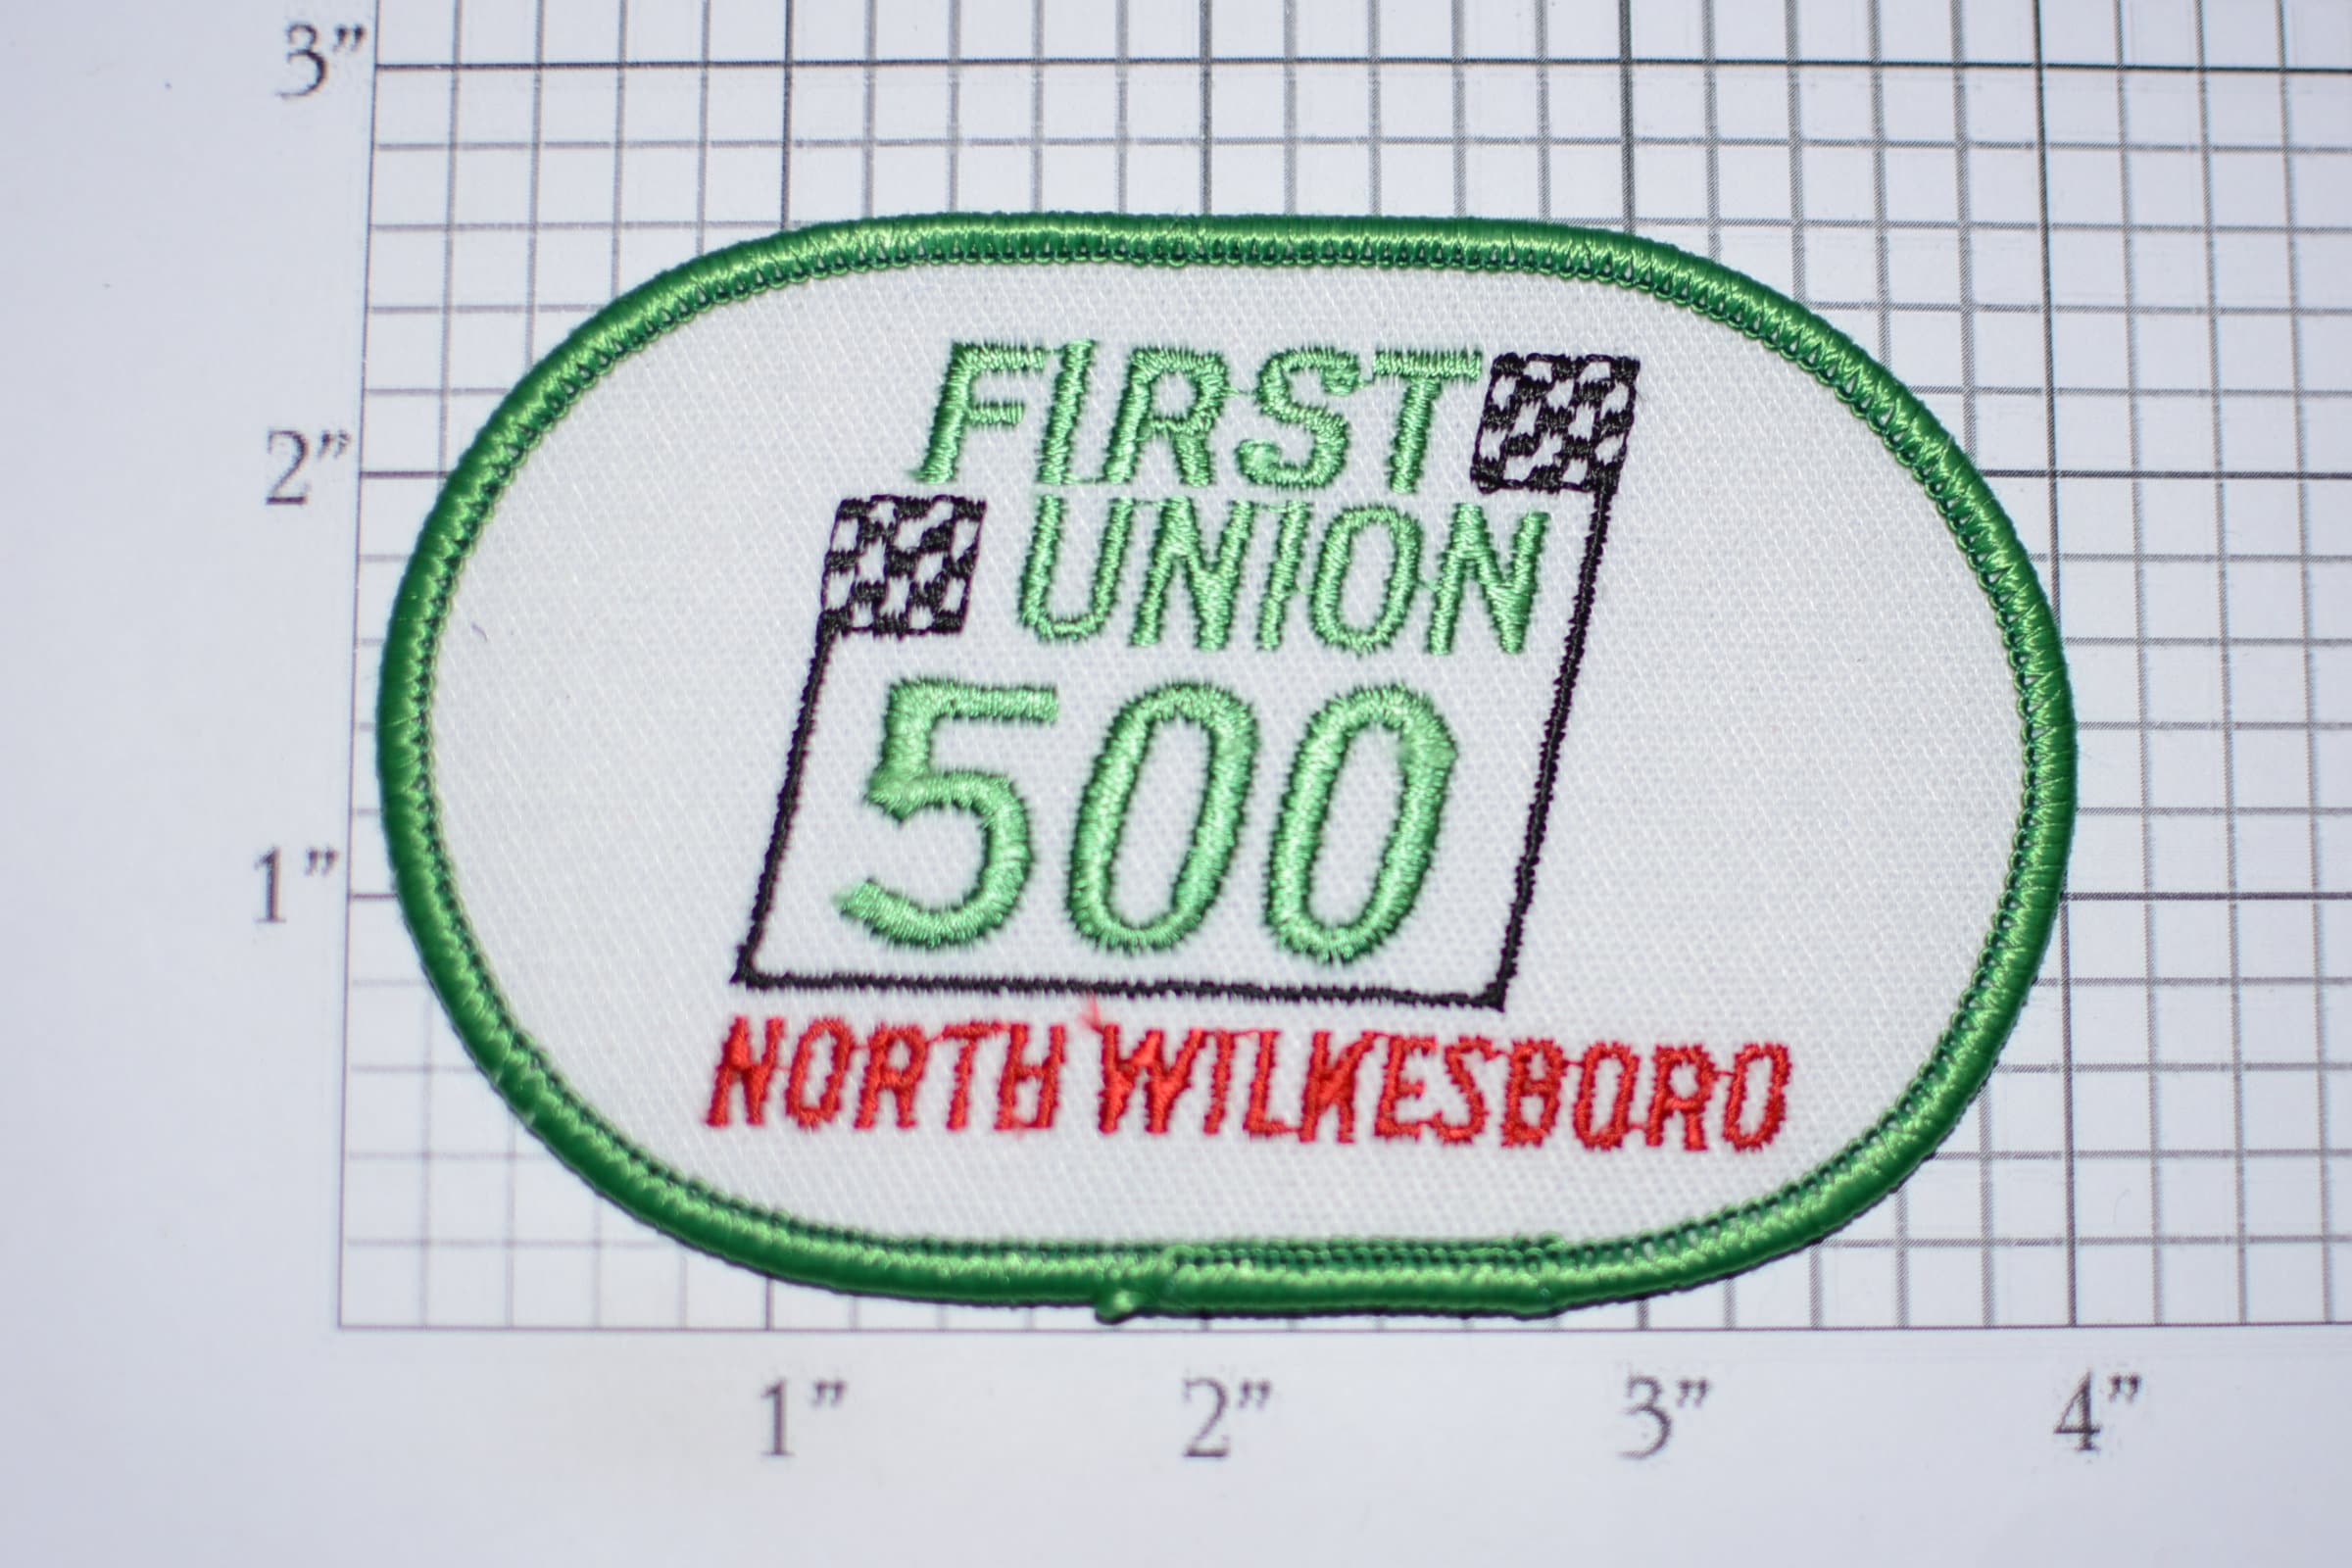 3”
2”
1”
FIRST
UNION
500
NORTH WILKESBORO
1” 2” 3” 4”